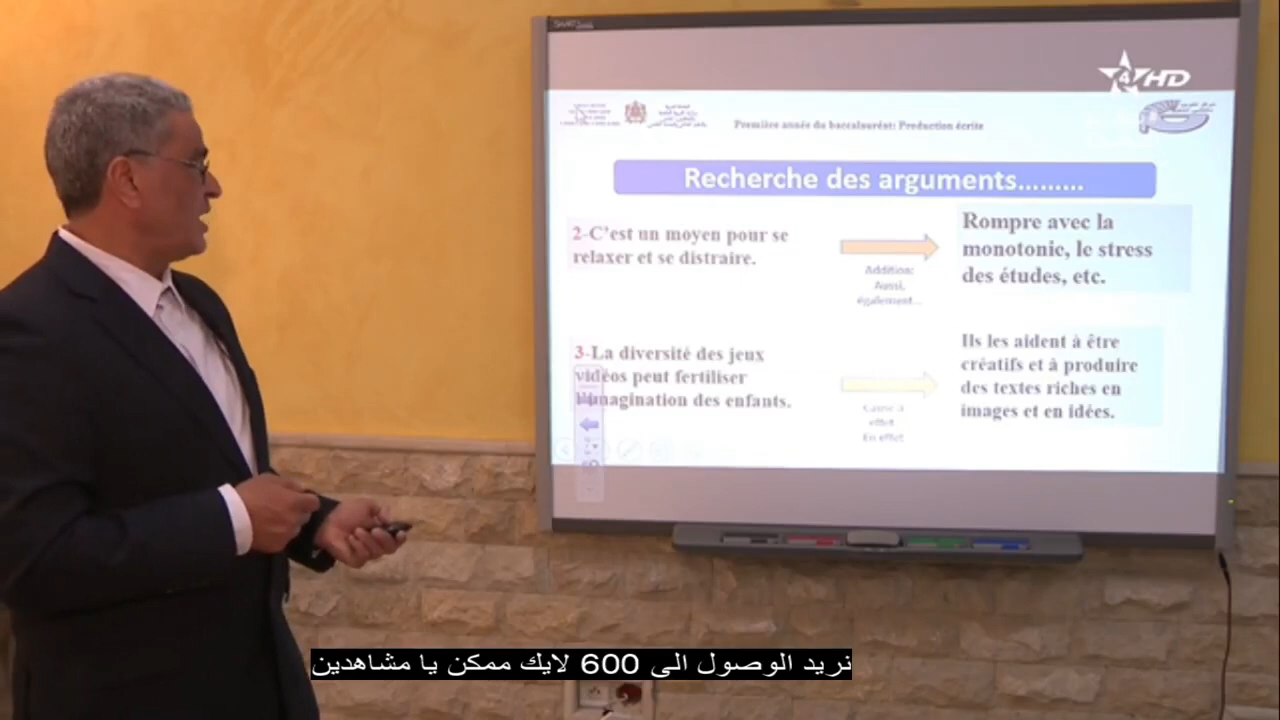 SMART
4 HD
Première année du baccalauréat: Production écrite
Recherche des arguments.........
2-C'est un moyen pour se
relaxer et se distraire.
Addition:
Aussi,
également...
Rompre avec la
monotonie, le stress
des études, etc.
3-La diversité des jeux
vidéos peut fertiliser
l'imagination des enfants.
effet
En effet
Ils les aident à être
créatifs et à produire
des textes riches en
images et en idées.
نريد الوصول الى 600 لايك ممكن يا مشاهدين